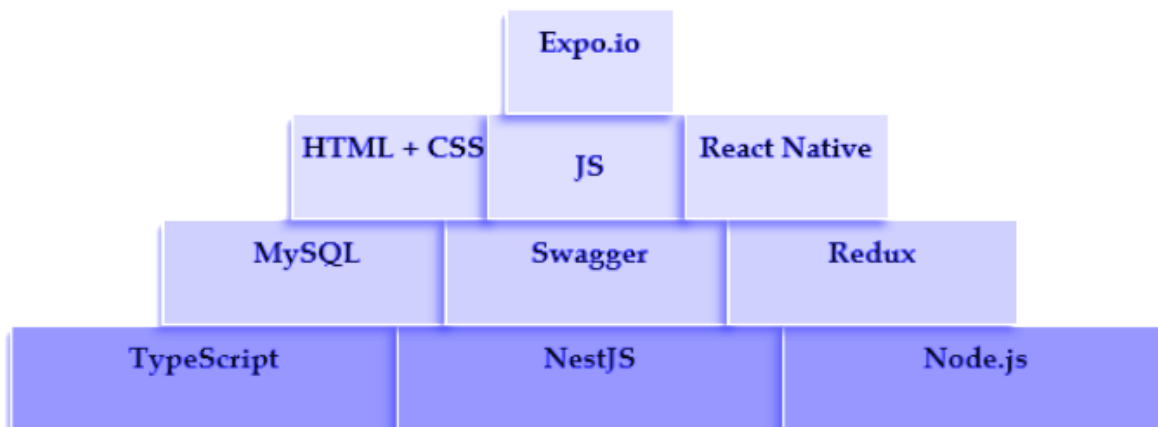 Expo.io
HTML + CSS
JS
React Native
MySQL
Swagger
Redux
TypeScript
NestJS
Node.js